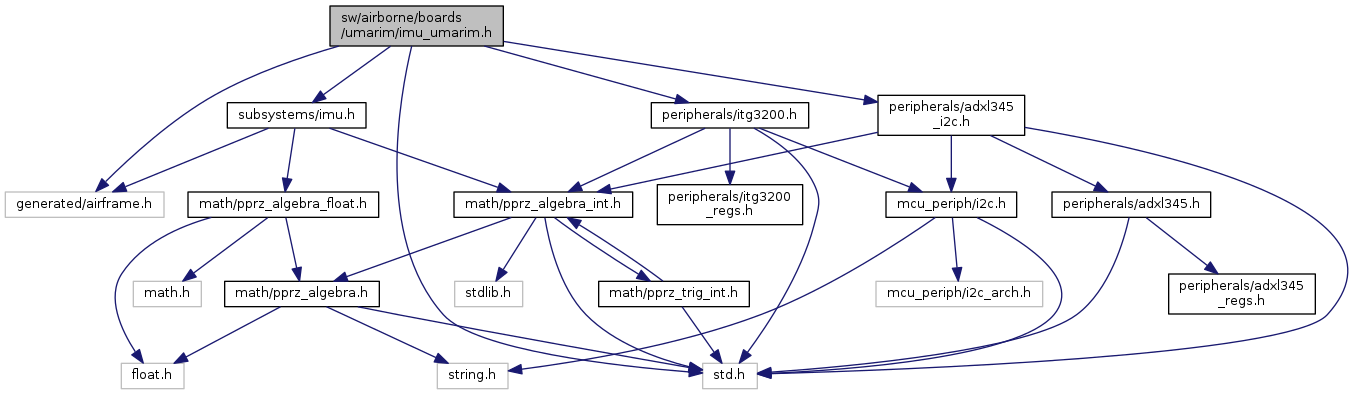 sw/airborne/boards
/umarim/imu_umarim.h
subsystems/imu.h
peripherals/itg3200.h
peripherals/adxl345
_i2c.h
generated/airframe.h
math/pprz_algebra_float.h
math/pprz_algebra_int.h
peripherals/itg3200
_regs.h
mcu_periph/i2c.h
peripherals/adxl345.h
math.h
math/pprz_algebra.h
stdlib.h
math/pprz_trig_int.h
mcu_periph/i2c_arch.h
peripherals/adxl345
_regs.h
float.h
string.h
std.h